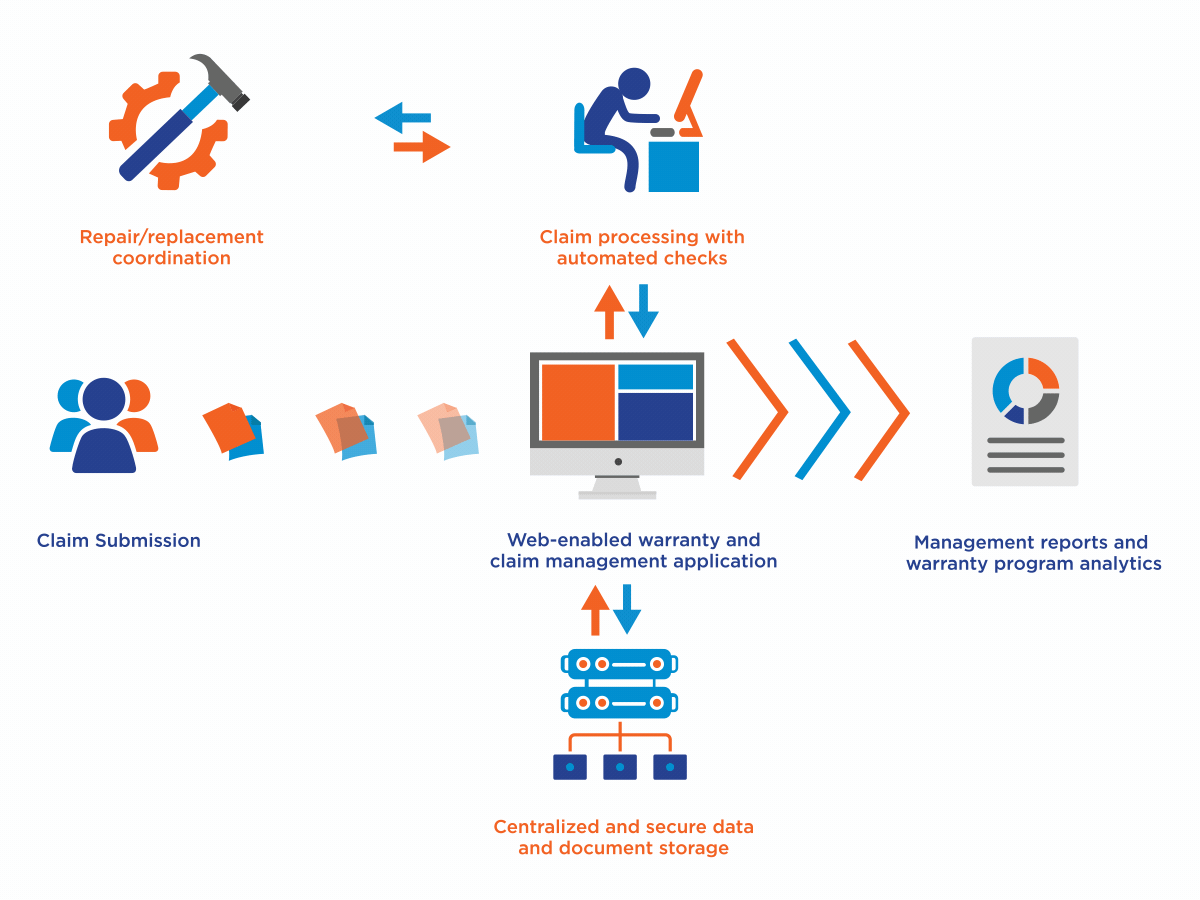 Repair/replacement
coordination
Claim processing with
automated checks
Claim Submission
Web-enabled warranty and
claim management application
Management reports and
warranty program analytics
Centralized and secure data
and document storage